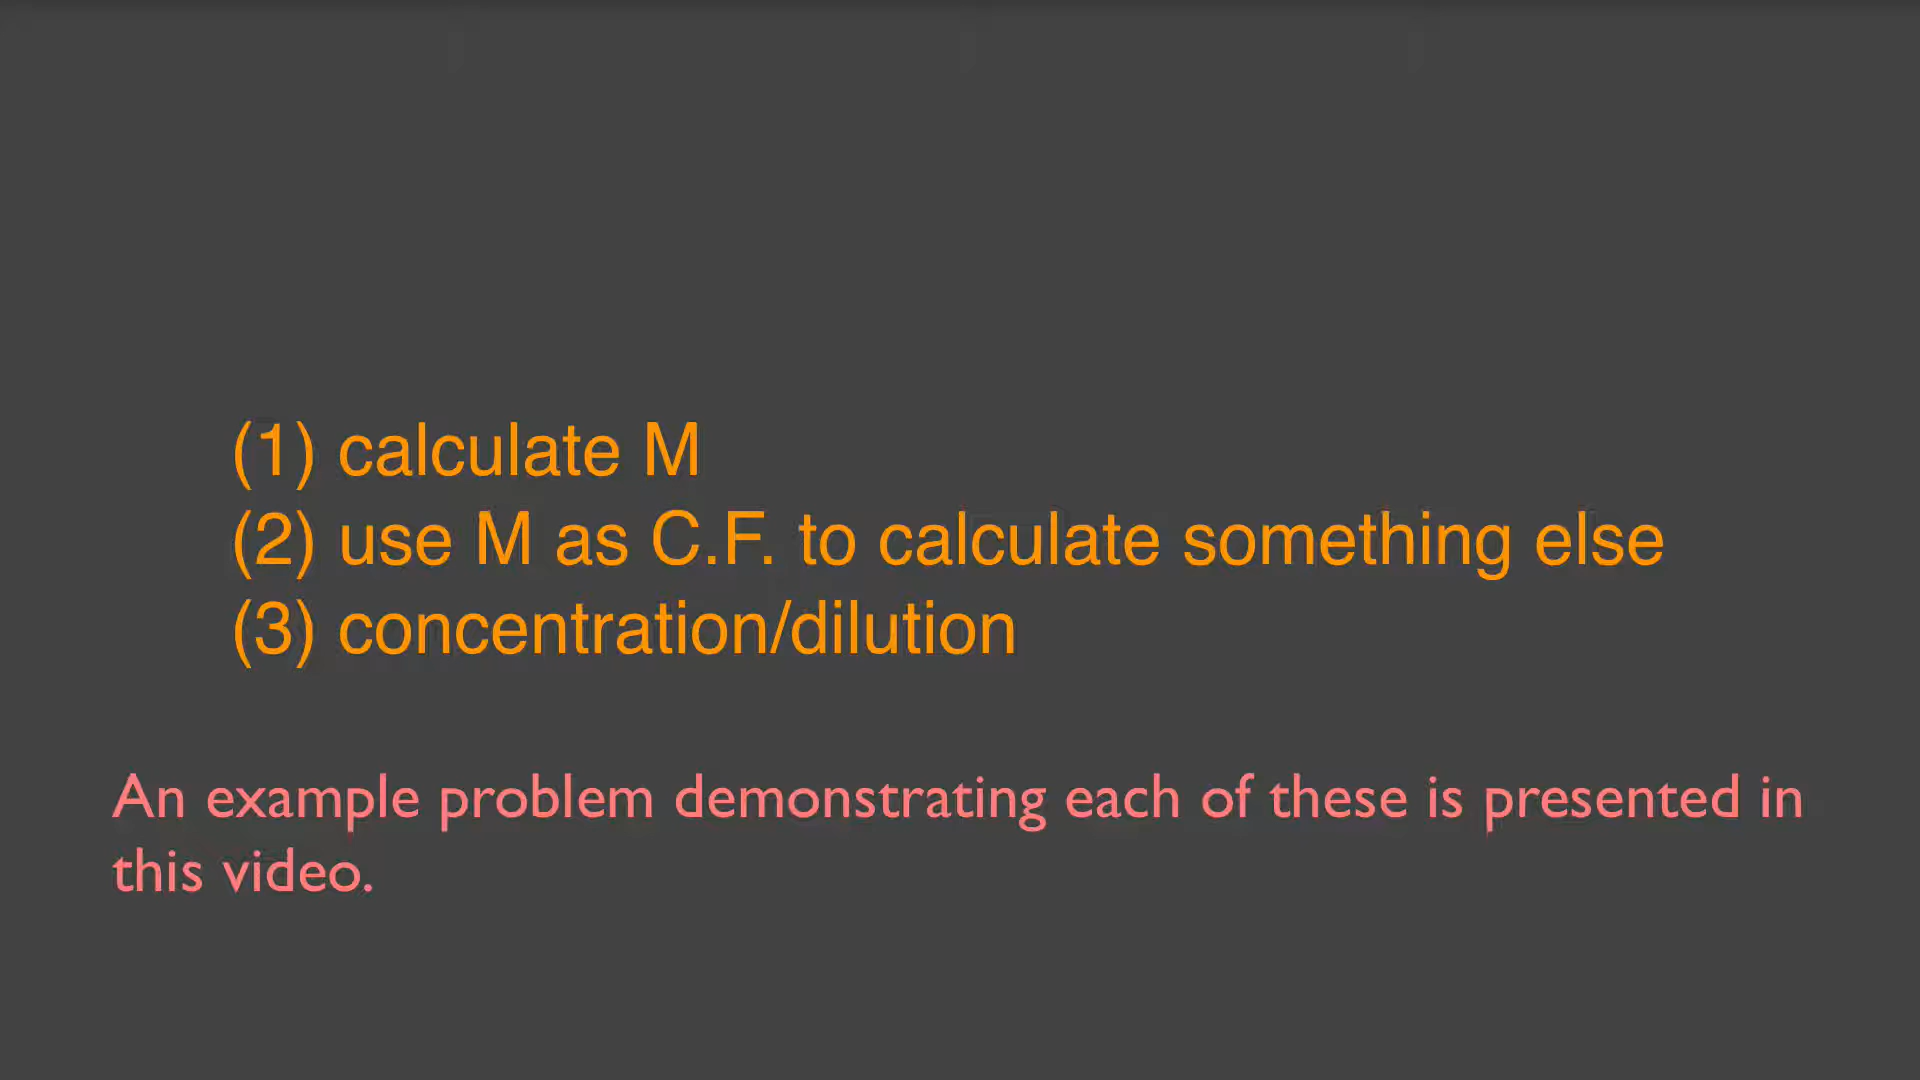 (1) calculate M
(2) use M as C.F. to calculate something else
(3) concentration/dilution
An example problem demonstrating each of these is presented in
this video.